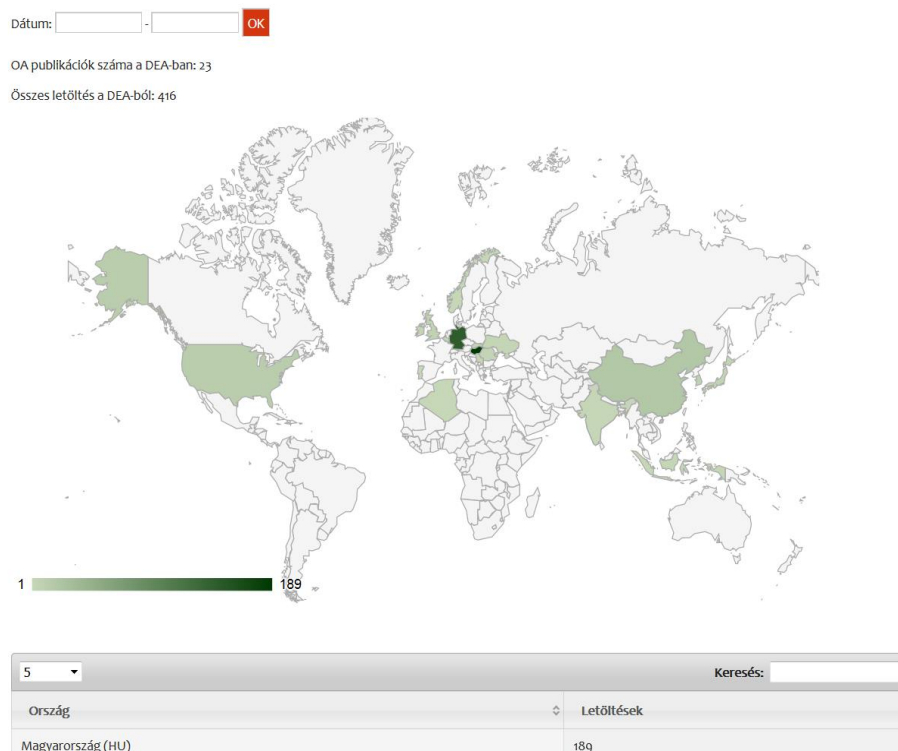 Dátum: - OK
OA publikációk száma a DEA-ban: 23
Összes letöltés a DEA-ból: 416
1 189
5 Keresés:
Ország Letöltések
Magyarország (HU) 189